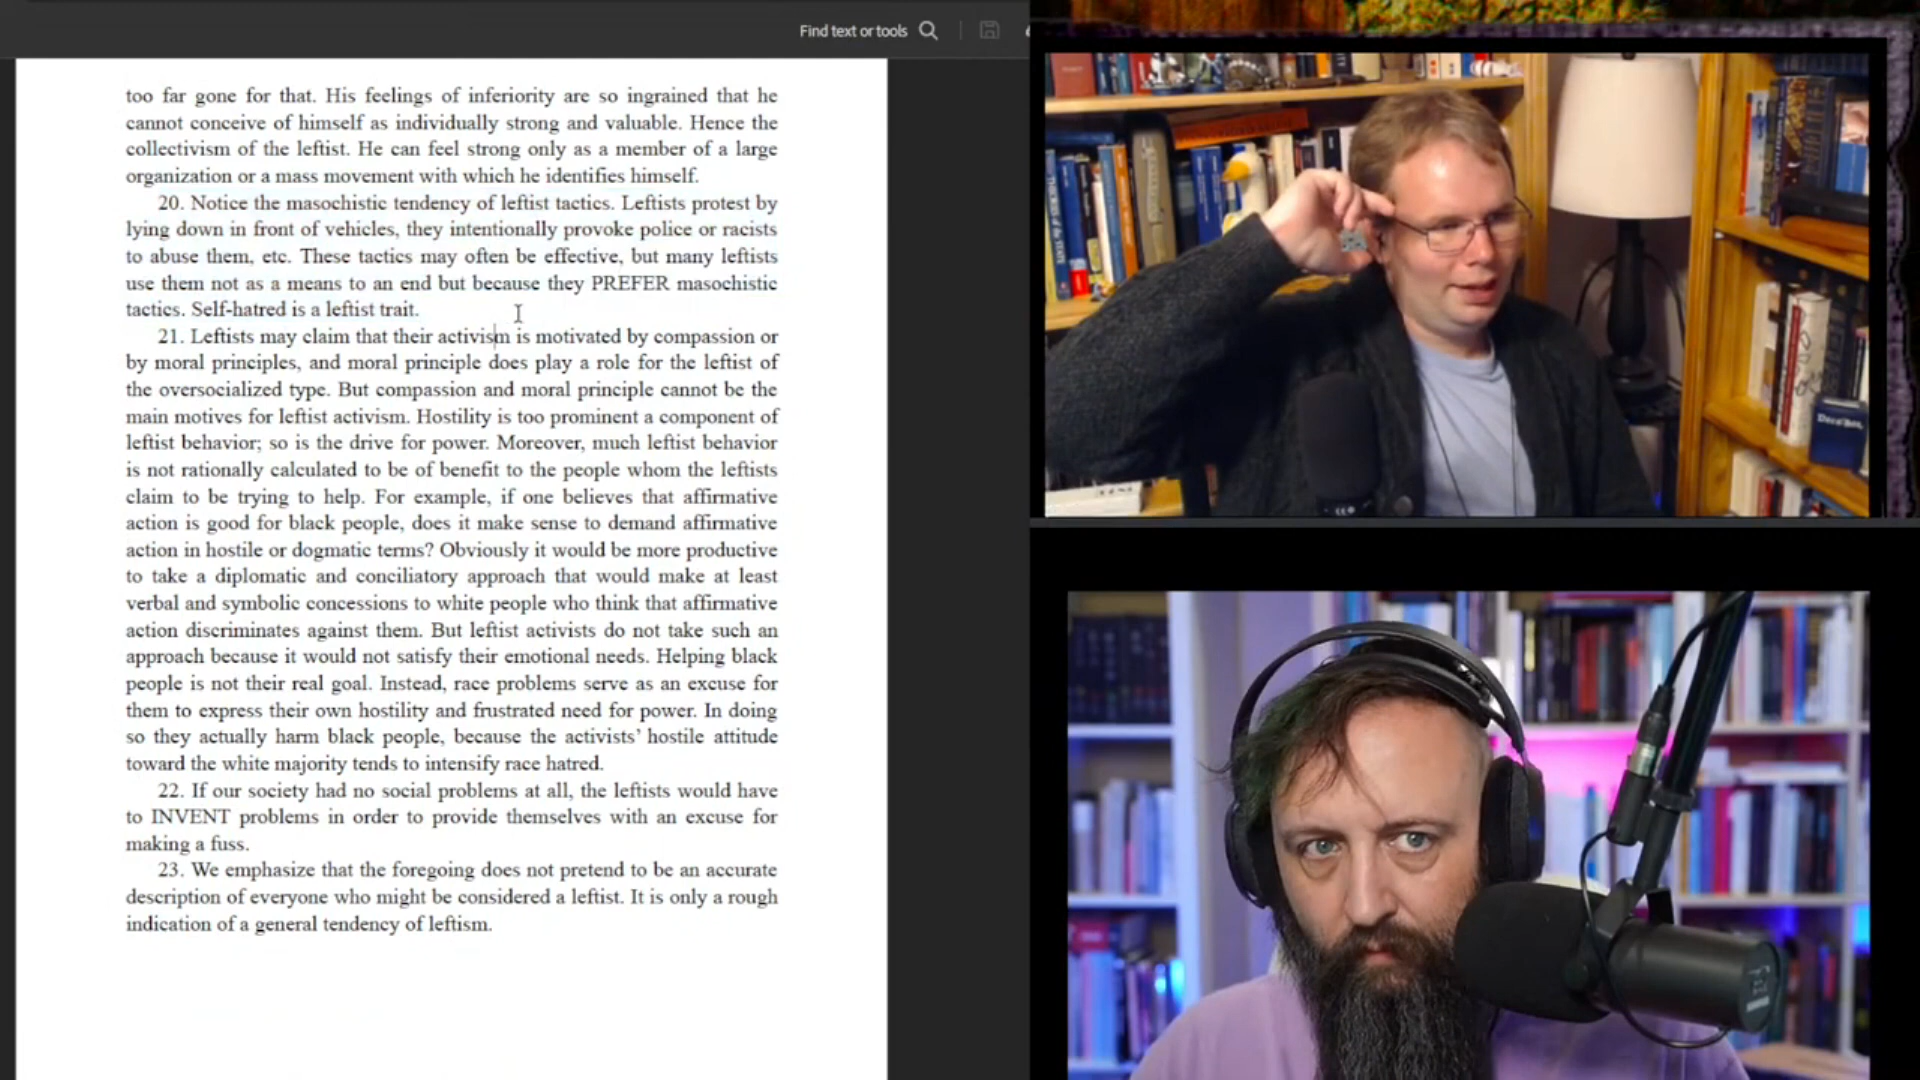 Find text or tools
too far gone for that. His feelings of inferiority are so ingrained that he
cannot conceive of himself as individually strong and valuable. Hence the
collectivism of the leftist. He can feel strong only as a member of a large
organization or a mass movement with which he identifies himself.
20. Notice the masochistic tendency of leftist tactics. Leftists protest by
lying down in front of vehicles, they intentionally provoke police or racists
to abuse them, etc. These tactics may often be effective, but many leftists
use them not as a means to an end but because they PREFER masochistic
tactics. Self-hatred is a leftist trait.
21. Leftists may claim that their activism is motivated by compassion or
by moral principles, and moral principle does play a role for the leftist of
the oversocialized type. But compassion and moral principle cannot be the
main motives for leftist activism. Hostility is too prominent a component of
leftist behavior; so is the drive for power. Moreover, much leftist behavior
is not rationally calculated to be of benefit to the people whom the leftists
claim to be trying to help. For example, if one believes that affirmative
action is good for black people, does it make sense to demand affirmative
action in hostile or dogmatic terms? Obviously it would be more productive
to take a diplomatic and conciliatory approach that would make at least
verbal and symbolic concessions to white people who think that affirmative
action discriminates against them. But leftist activists do not take such an
approach because it would not satisfy their emotional needs. Helping black
people is not their real goal. Instead, race problems serve as an excuse for
them to express their own hostility and frustrated need for power. In doing
so they actually harm black people, because the activists’ hostile attitude
toward the white majority tends to intensify race hatred.
22. If our society had no social problems at all, the leftists would have
to INVENT problems in order to provide themselves with an excuse for
making a fuss.
23. We emphasize that the foregoing does not pretend to be an accurate
description of everyone who might be considered a leftist. It is only a rough
indication of a general tendency of leftism.